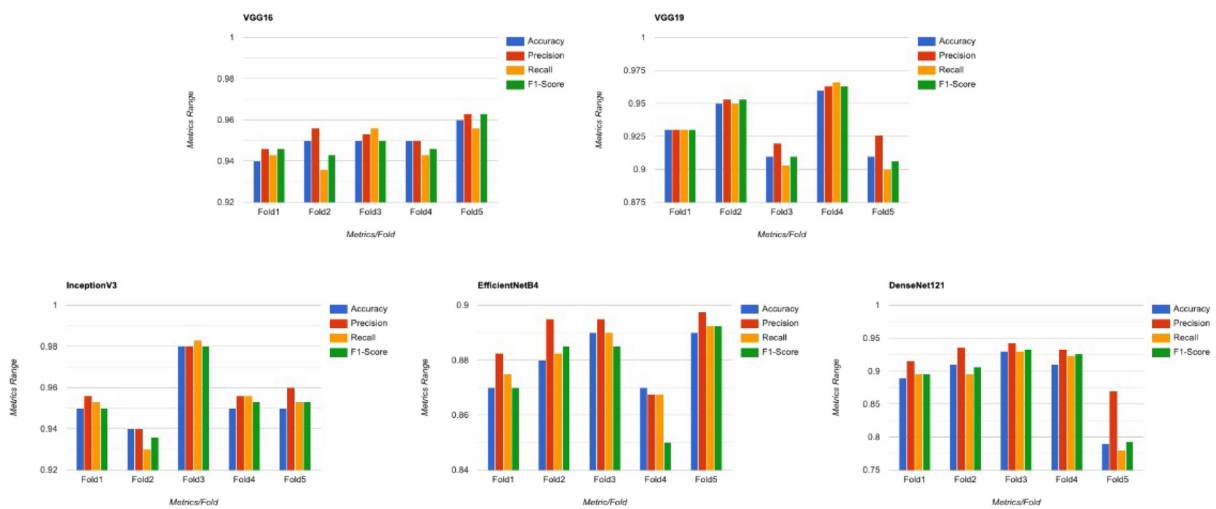 VGG16
1
0.98
0.96
0.94
0.92
Metrics Range
Fold1 Fold2 Fold3 Fold4 Fold5
Metrics/Fold
Accuracy
Precision
Recall
F1-Score
VGG19
1
0.975
0.95
0.925
0.9
0.875
Metrics Range
Fold1 Fold2 Fold3 Fold4 Fold5
Metrics/Fold
Accuracy
Precision
Recall
F1-Score
InceptionV3
1
0.98
0.96
0.94
0.92
Metrics Range
Fold1 Fold2 Fold3 Fold4 Fold5
Metrics/Fold
Accuracy
Precision
Recall
F1-Score
EfficientNetB4
0.9
0.88
0.86
0.84
Metrics Range
Fold1 Fold2 Fold3 Fold4 Fold5
Metric/Fold
Accuracy
Precision
Recall
F1-Score
DenseNet121
1
0.95
0.9
0.85
0.8
0.75
Metrics Range
Fold1 Fold2 Fold3 Fold4 Fold5
Metrics/Fold
Accuracy
Precision
Recall
F1-Score